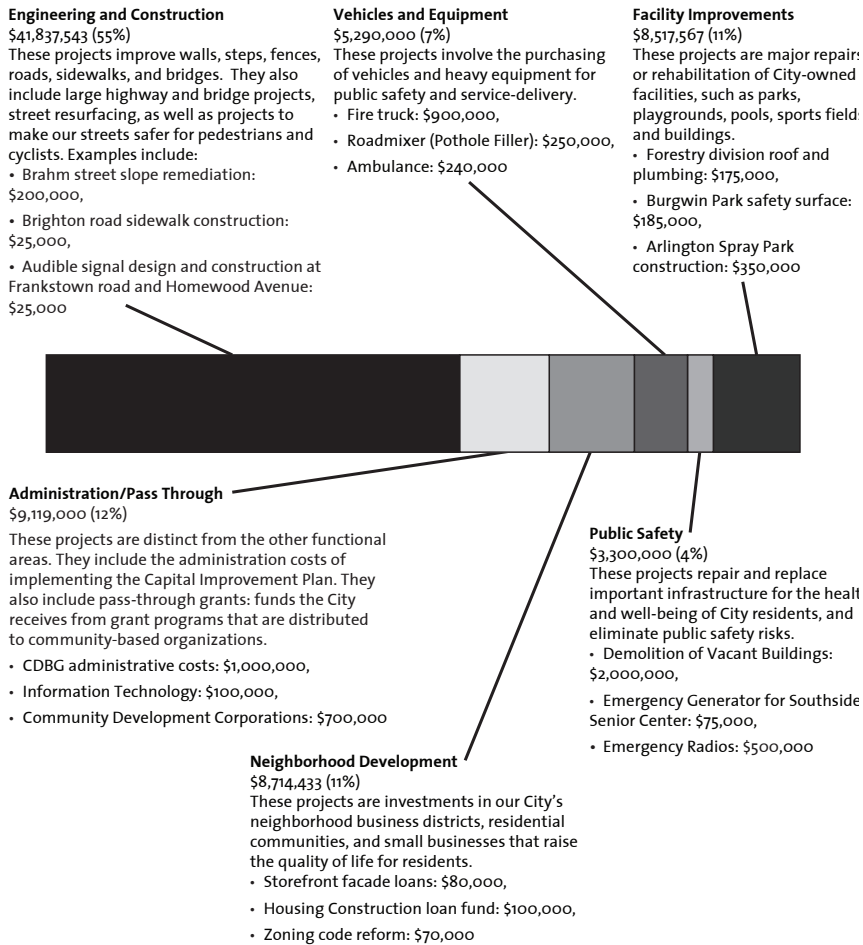 Engineering and Construction
$41,837,543 (55%)
These projects improve walls, steps, fences,
roads, sidewalks, and bridges. They also
include large highway and bridge projects,
street resurfacing, as well as projects to
make our streets safer for pedestrians and
cyclists. Examples include:
• Brahm street slope remediation:
$200,000,
• Brighton road sidewalk construction:
$25,000,
• Audible signal design and construction at
Frankstown road and Homewood Avenue:
$25,000
Vehicles and Equipment
$5,290,000 (7%)
These projects involve the purchasing
of vehicles and heavy equipment for
public safety and service-delivery.
• Fire truck: $900,000,
• Roadmixer (Pothole Filler): $250,000,
• Ambulance: $240,000
Facility Improvements
$8,517,567 (11%)
These projects are major repairs
or rehabilitation of City-owned
facilities, such as parks,
playgrounds, pools, sports fields
and buildings.
• Forestry division roof and
plumbing: $175,000,
• Burgwin Park safety surface:
$185,000,
• Arlington Spray Park
construction: $350,000
Administration/Pass Through
$9,119,000 (12%)
These projects are distinct from the other functional
areas. They include the administration costs of
implementing the Capital Improvement Plan. They
also include pass-through grants: funds the City
receives from grant programs that are distributed
to community-based organizations.
• CDBG administrative costs: $1,000,000,
• Information Technology: $100,000,
• Community Development Corporations: $700,000
Public Safety
$3,300,000 (4%)
These projects repair and replace
important infrastructure for the healt
and well-being of City residents, and
eliminate public safety risks.
• Demolition of Vacant Buildings:
$2,000,000,
• Emergency Generator for Southside
Senior Center: $75,000,
• Emergency Radios: $500,000
Neighborhood Development
$8,714,433 (11%)
These projects are investments in our City's
neighborhood business districts, residential
communities, and small businesses that raise
the quality of life for residents.
• Storefront facade loans: $80,000,
• Housing Construction loan fund: $100,000,
• Zoning code reform: $70,000